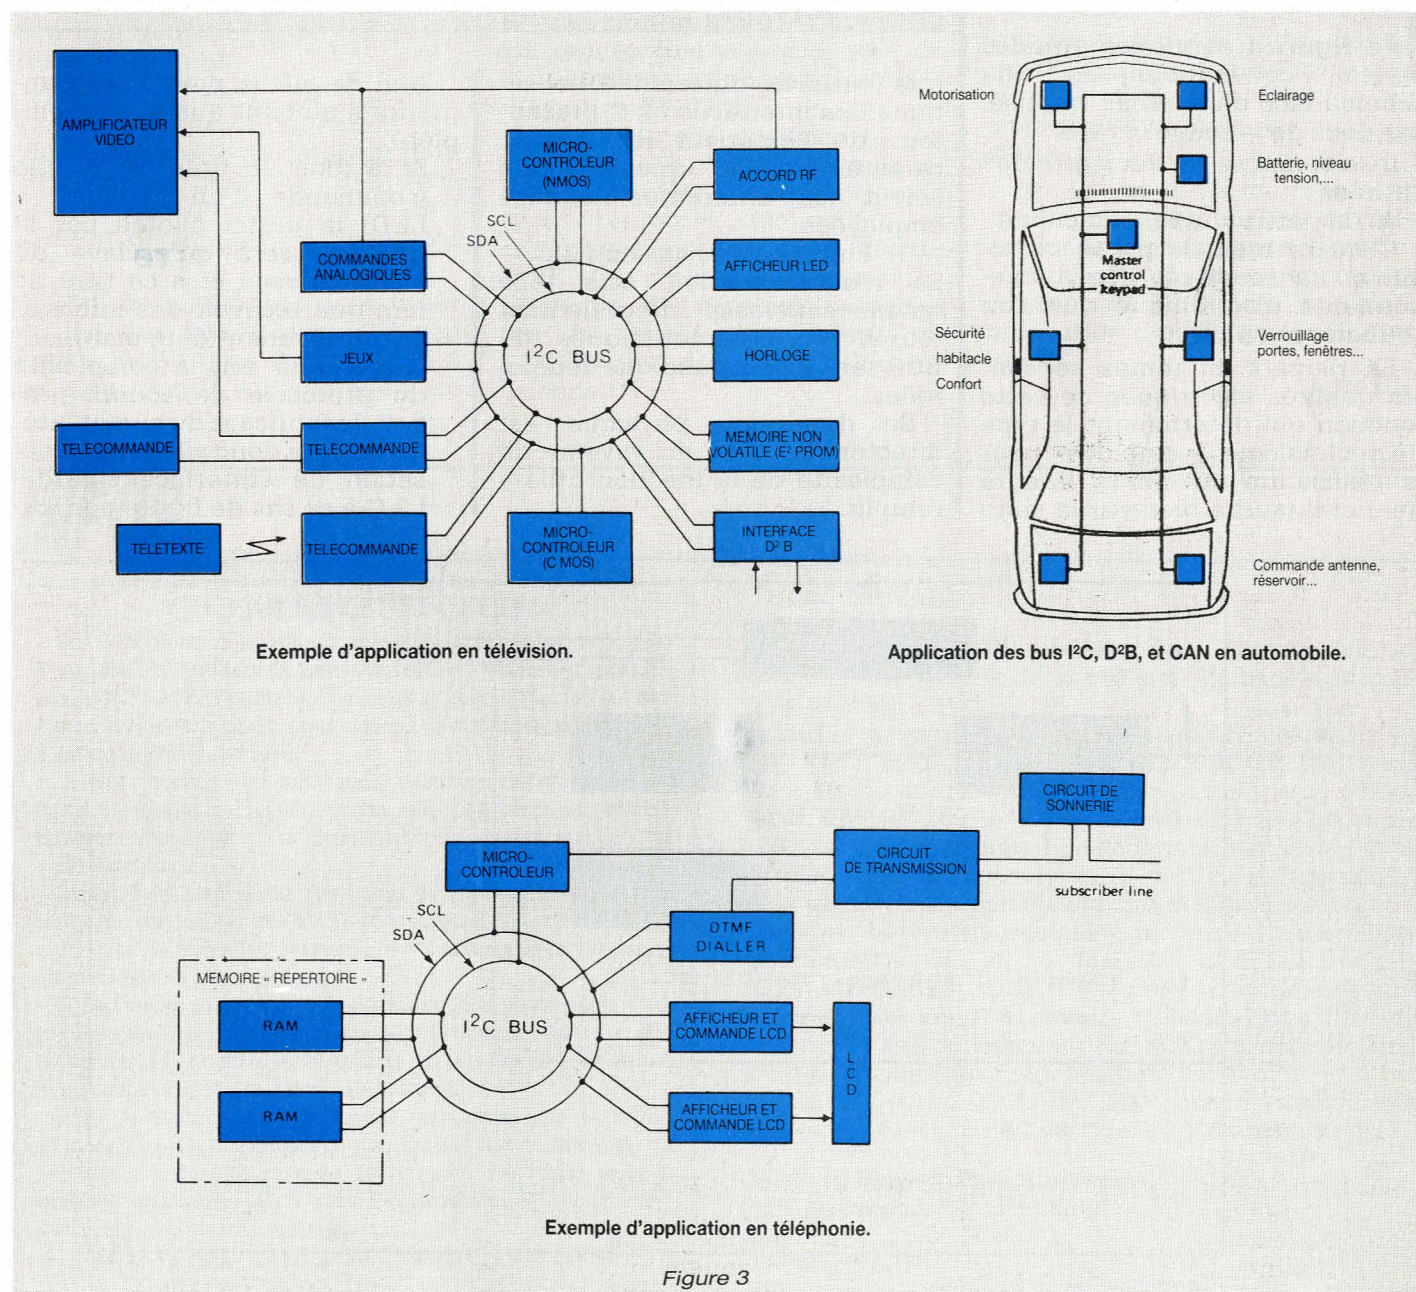 AMPLIFICATEUR
VIDEO
MICRO-
CONTROLEUR
(NMOS)
ACCORD RF
SCL
SDA
COMMANDES
ANALOGIQUES
AFFICHEUR LED
JEUX
I²C BUS
HORLOGE
TELECOMMANDE
TELECOMMANDE
MEMOIRE NON
VOLATILE (E² PROM)
TELETEXTE
TELECOMMANDE
MICRO-
CONTROLEUR
(C MOS)
INTERFACE
D² B
Exemple d'application en télévision.
Motorisation
Eclairage
Batterie, niveau
tension,...
Master
control
keypad
Sécurité
habitacle
Confort
Verrouillage
portes, fenêtres...
Commande antenne,
réservoir...
Application des bus I²C, D²B, et CAN en automobile.
CIRCUIT DE
SONNERIE
MICRO-
CONTROLEUR
CIRCUIT
DE TRANSMISSION
subscriber line
SCL
SDA
DTMF
DIALLER
MEMOIRE « REPERTOIRE »
RAM
I²C BUS
AFFICHEUR ET
COMMANDE LCD
LCD
RAM
AFFICHEUR ET
COMMANDE LCD
Exemple d'application en téléphonie.
Figure 3